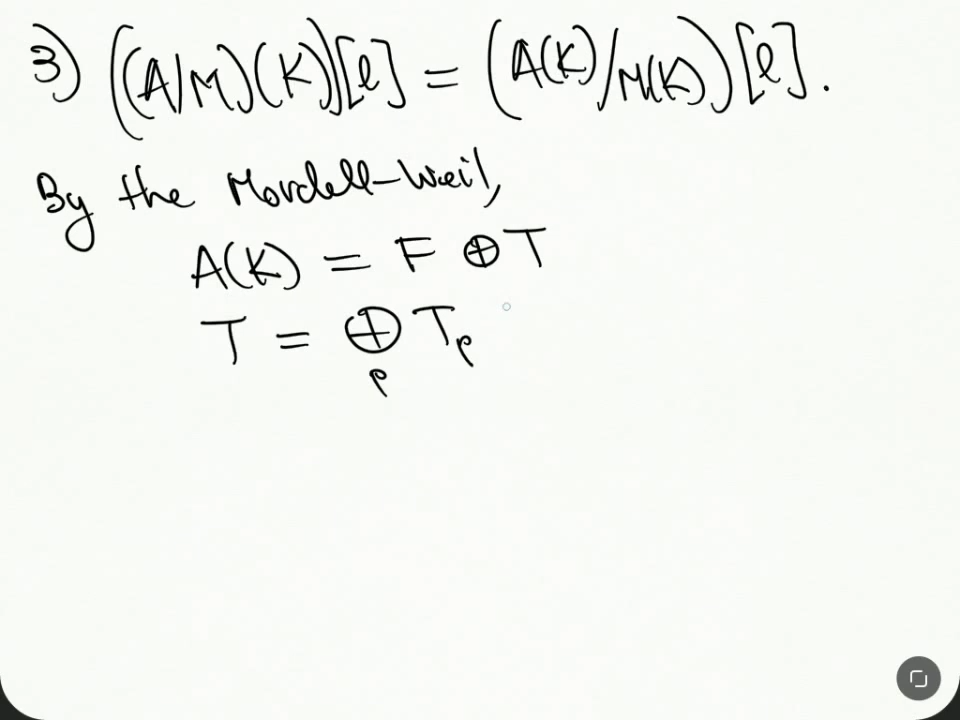 3) ((A/M)(K))[l] = (A(K)/M(K))[l].
By the Mordell-Weil,
A(K) = F ⊕ T
T = ⊕_p T_p